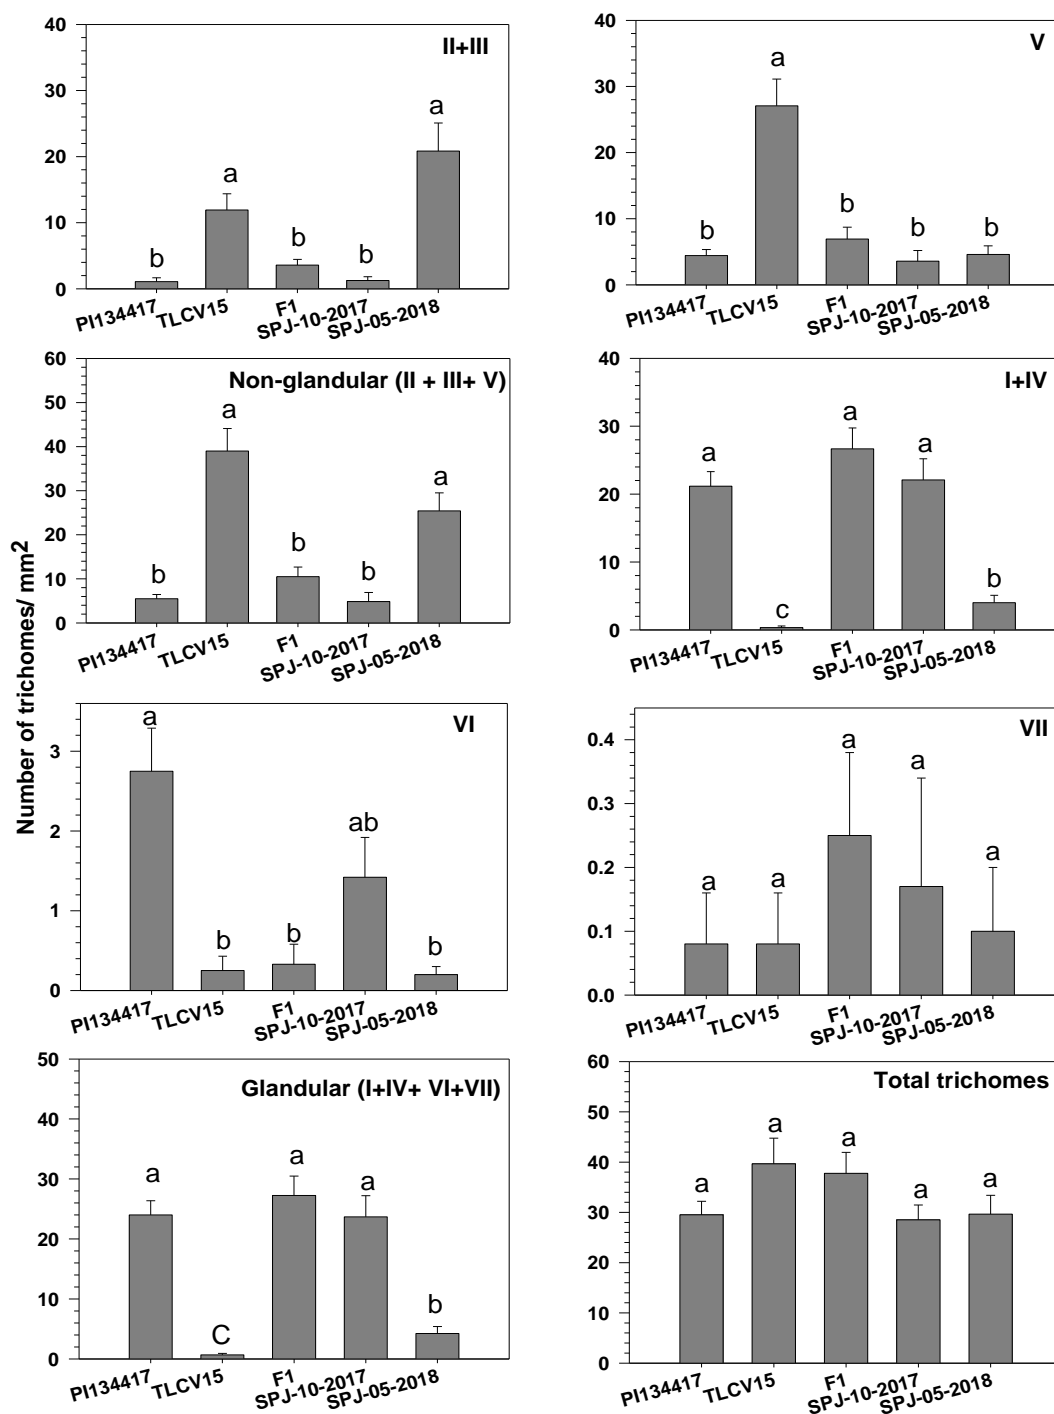 Number of trichomes/ mm2
II+III
40
30
20
10
0
b
a
b
b
a
PI134417
TLCV15
F1
SPJ-10-2017
SPJ-05-2018
V
40
30
20
10
0
b
a
b
b
b
PI134417
TLCV15
F1
SPJ-10-2017
SPJ-05-2018
Non-glandular (II + III+ V)
60
50
40
30
20
10
0
b
a
b
b
a
PI134417
TLCV15
F1
SPJ-10-2017
SPJ-05-2018
I+IV
40
30
20
10
0
a
c
a
a
b
PI134417
TLCV15
F1
SPJ-10-2017
SPJ-05-2018
VI
3
2
1
0
a
b
b
ab
b
PI134417
TLCV15
F1
SPJ-10-2017
SPJ-05-2018
VII
0.4
0.3
0.2
0.1
0.0
a
a
a
a
a
PI134417
TLCV15
F1
SPJ-10-2017
SPJ-05-2018
Glandular (I+IV+ VI+VII)
50
40
30
20
10
0
a
C
a
a
b
PI134417
TLCV15
F1
SPJ-10-2017
SPJ-05-2018
Total trichomes
60
50
40
30
20
10
0
a
a
a
a
a
PI134417
TLCV15
F1
SPJ-10-2017
SPJ-05-2018